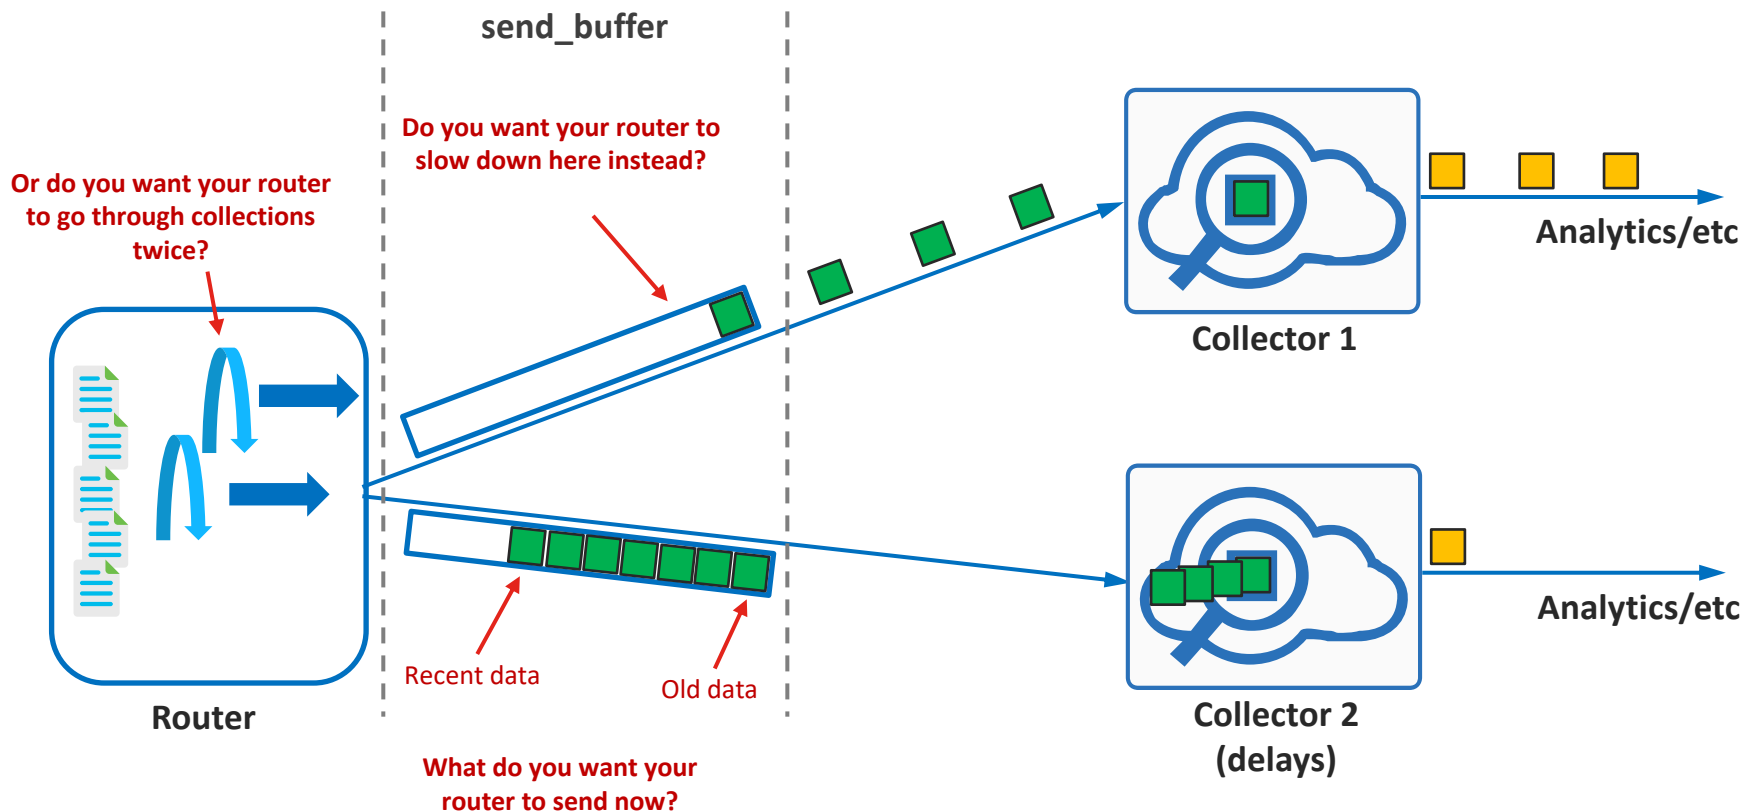 send_buffer
Do you want your router to
slow down here instead?
Or do you want your router
to go through collections
twice?
Analytics/etc
Collector 1
Recent data
Old data
Router
Analytics/etc
Collector 2
(delays)
What do you want your
router to send now?